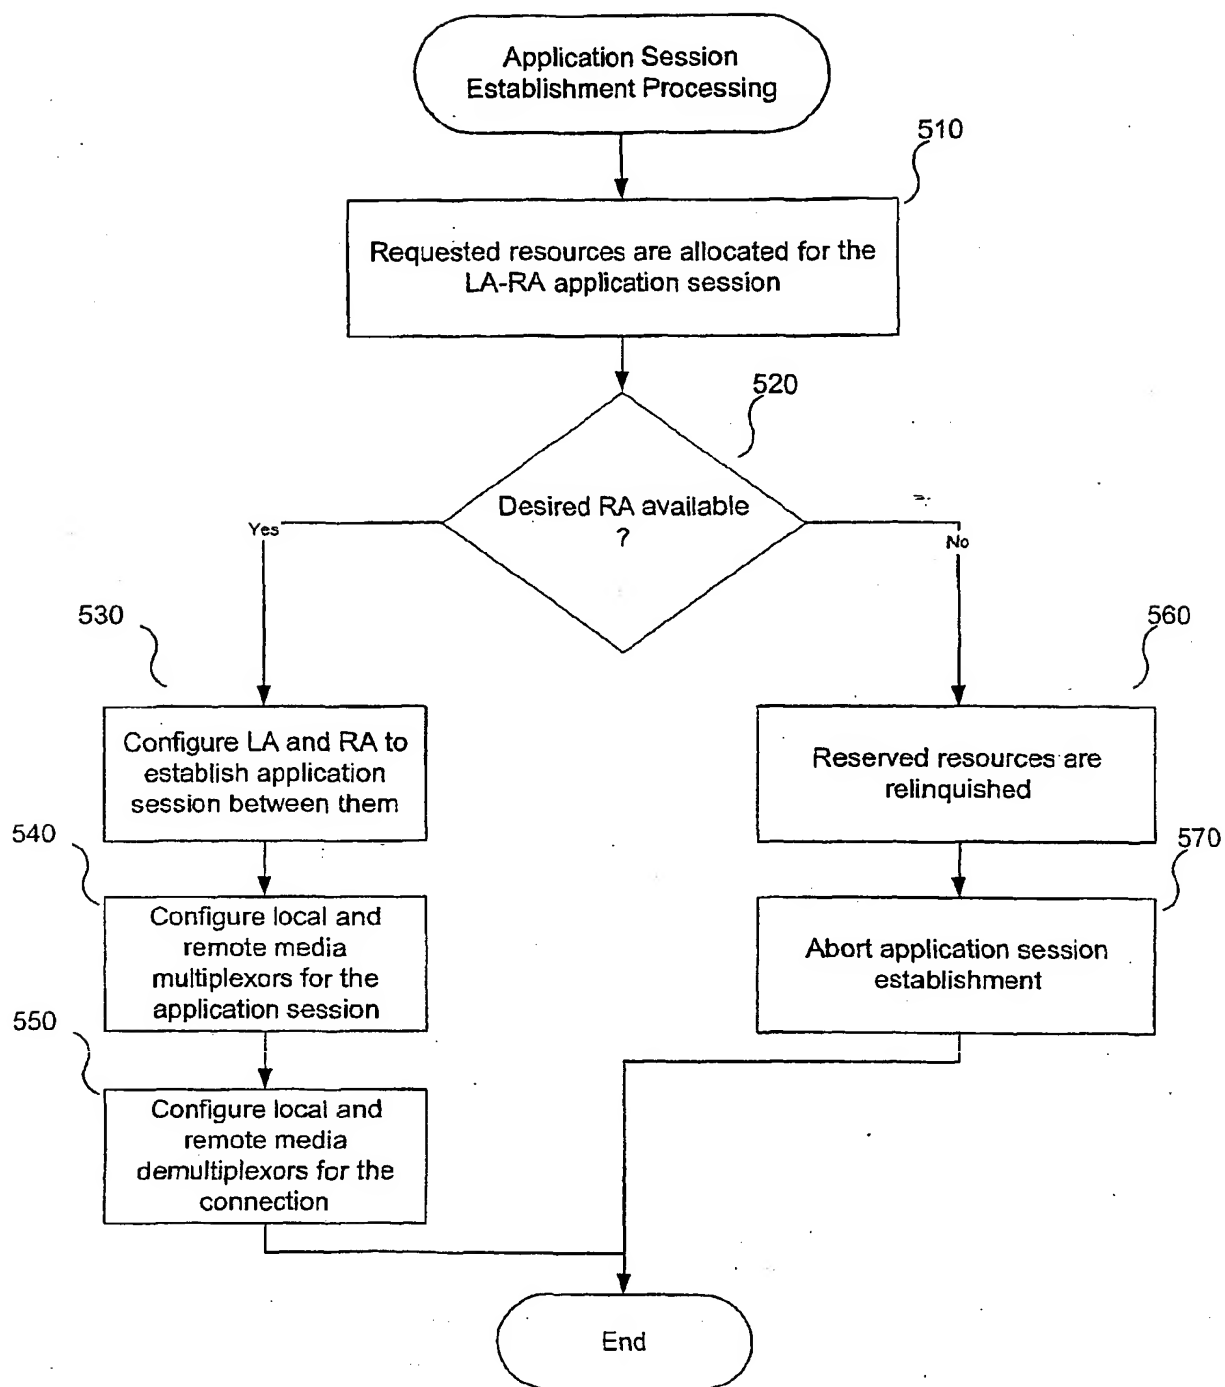 Application Session
Establishment Processing
510
Requested resources are allocated for the
LA-RA application session
520
Desired RA available
?
Yes
No
530
Configure LA and RA to
establish application
session between them
560
Reserved resources are
relinquished
540
Configure local and
remote media
multiplexors for the
application session
570
Abort application session
establishment
550
Configure local and
remote media
demultiplexors for the
connection
End